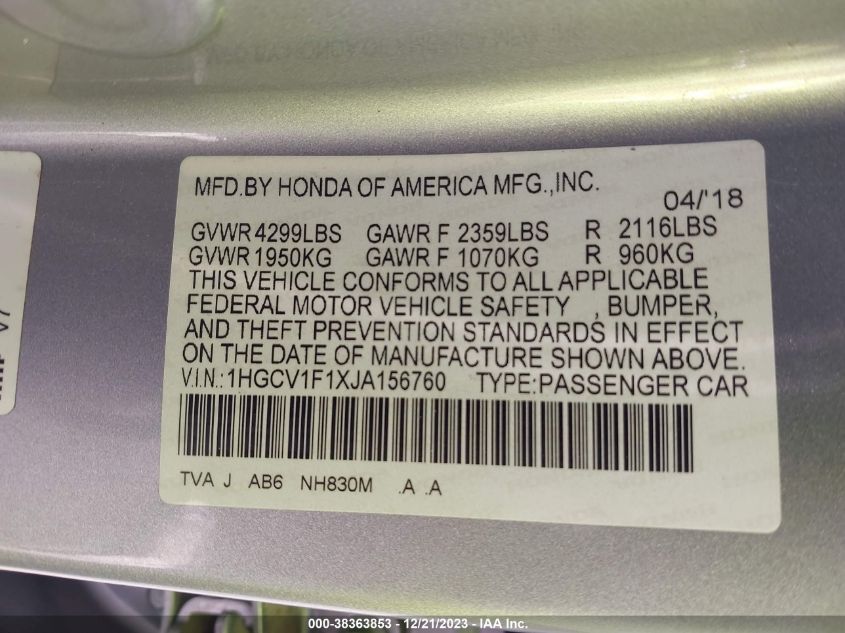 MFD.BY HONDA OF AMERICA MFG.,INC.
04/'18
GVWR 4299LBS GAWR F 2359LBS R 2116LBS
GVWR 1950KG GAWR F 1070KG R 960KG
THIS VEHICLE CONFORMS TO ALL APPLICABLE
FEDERAL MOTOR VEHICLE SAFETY , BUMPER,
AND THEFT PREVENTION STANDARDS IN EFFECT
ON THE DATE OF MANUFACTURE SHOWN ABOVE.
V.I.N.:1HGCV1F1XJA156760 TYPE:PASSENGER CAR
TVA J AB6 NH830M .A .A
V7
000-38363853 - 12/21/2023 - IAA Inc.